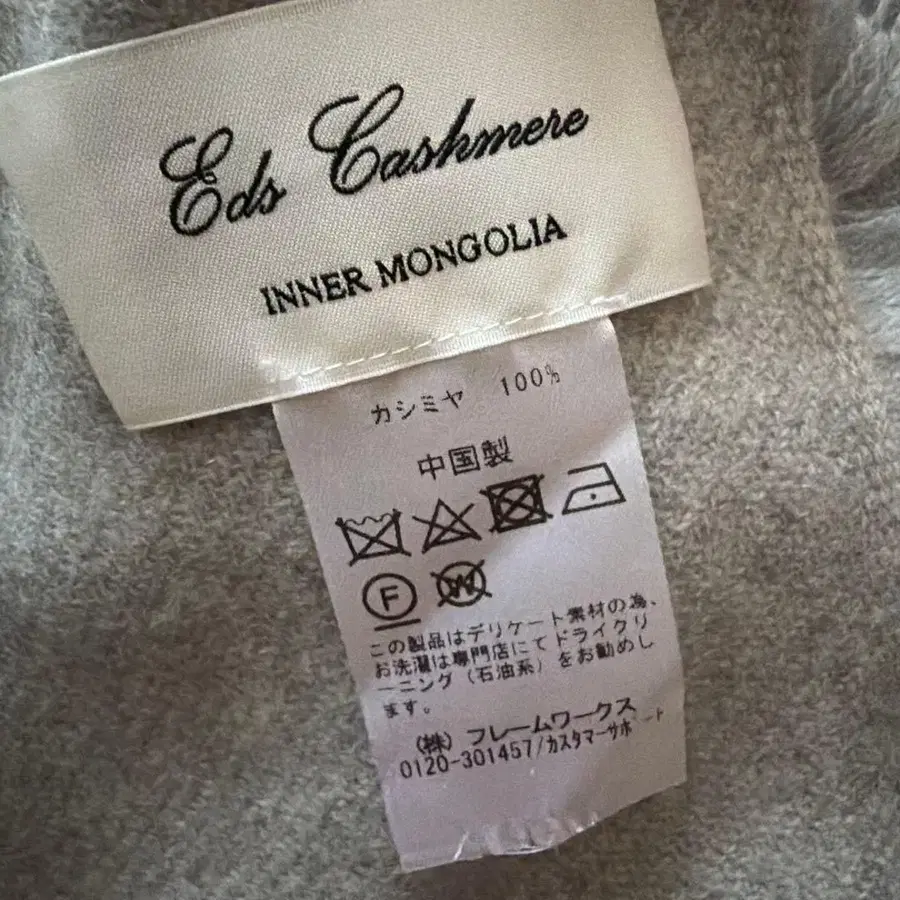 Eds Cashmere
INNER MONGOLIA
カシミヤ 100%
中国製
F
W
この製品はデリケート素材の為、
お洗濯は専門店にてドライクリ
ーニング（石油系）をお勧めし
ます。
（株）フレームワークス
0120-301457/カスタマーサポート